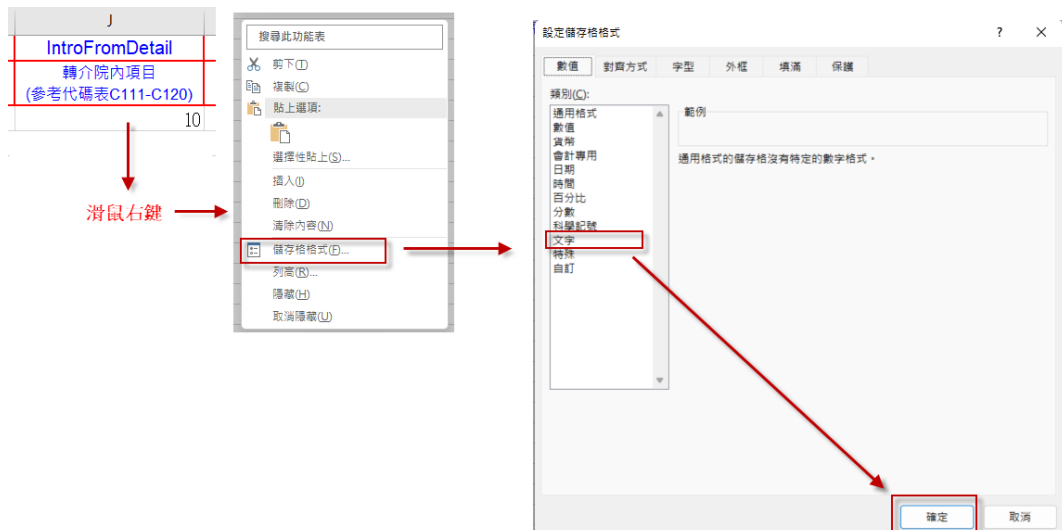 J
IntroFromDetail
轉介院內項目
(參考代碼表C111-C120)
10
滑鼠右鍵
搜尋此功能表
剪下(T)
複製(C)
貼上選項:
選擇性貼上(S)...
插入(I)
刪除(D)
清除內容(N)
儲存格格式(F)...
列高(R)...
隱藏(H)
取消隱藏(U)
設定儲存格格式
?
數值 對齊方式 字型 外框 填滿 保護
類別(C):
通用格式
數值
貨幣
會計專用
日期
時間
百分比
分數
科學記號
文字
特殊
自訂
範例
通用格式的儲存格沒有特定的數字格式。
確定 取消